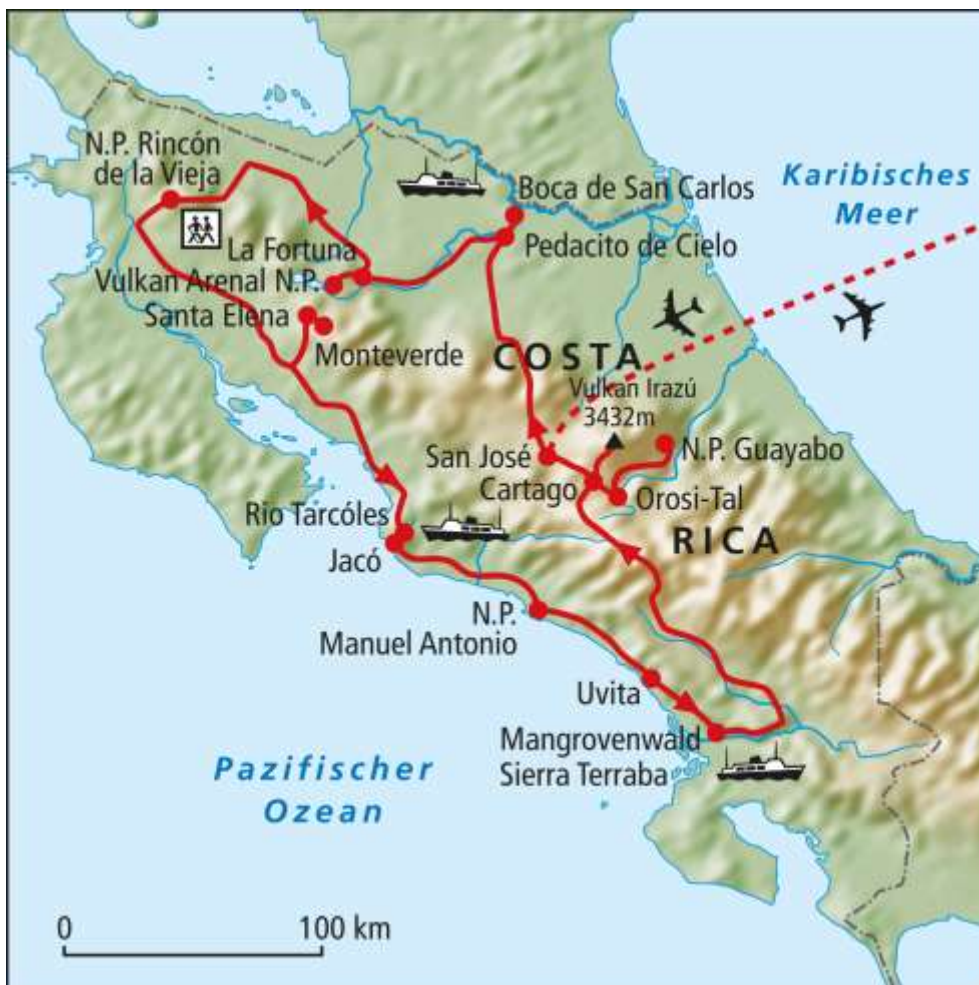 N.P. Rincón
de la Vieja
Boca de San Carlos
Karibisches
Meer
La Fortuna
Pedacito de Cielo
Vulkan Arenal N.P.
Santa Elena
Monteverde
COSTA
Vulkan Irazú
3432m
San José
N.P. Guayabo
Cartago
Orosi-Tal
Rio Tarcóles
RICA
Jacó
N.P.
Manuel Antonio
Uvita
Mangrovenwald
Sierra Terraba
Pazifischer
Ozean
0 100 km